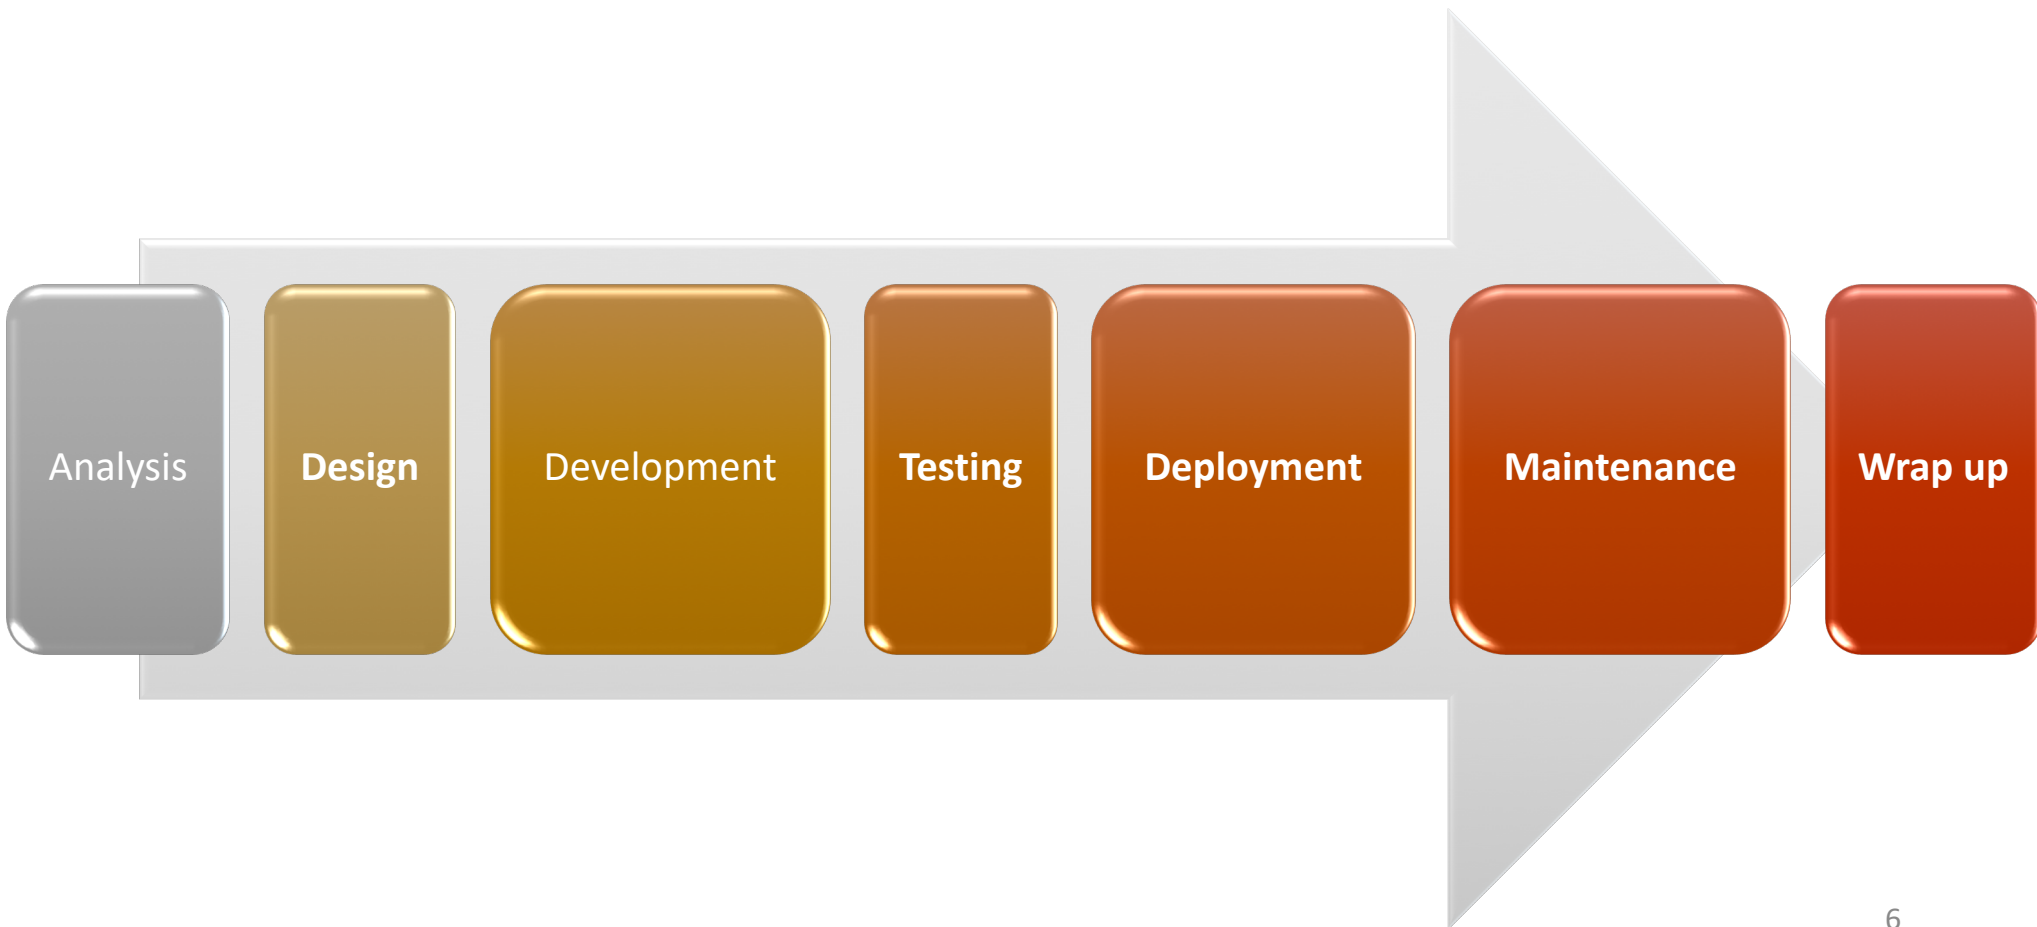 Analysis
Design
Development
Testing
Deployment
Maintenance
Wrap up
6